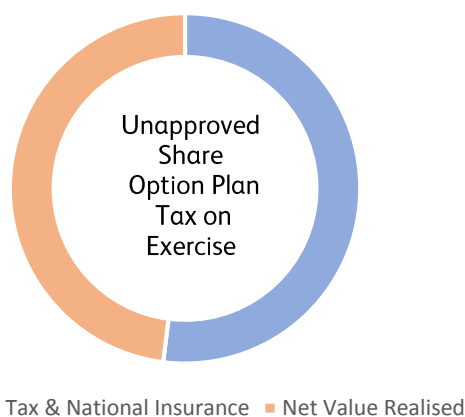 Unapproved
Share
Option Plan
Tax on
Exercise
Tax & National Insurance Net Value Realised